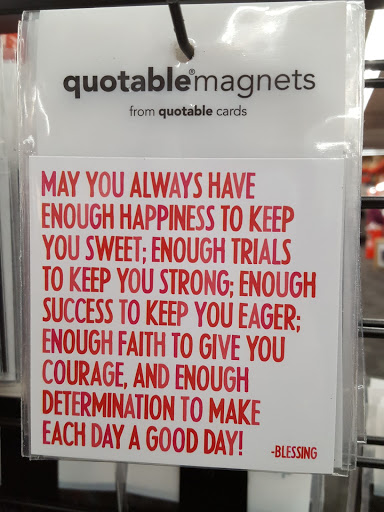 quotable®magnets
from quotable cards
MAY YOU ALWAYS HAVE
ENOUGH HAPPINESS TO KEEP
YOU SWEET; ENOUGH TRIALS
TO KEEP YOU STRONG; ENOUGH
SUCCESS TO KEEP YOU EAGER;
ENOUGH FAITH TO GIVE YOU
COURAGE, AND ENOUGH
DETERMINATION TO MAKE
EACH DAY A GOOD DAY!
-BLESSING